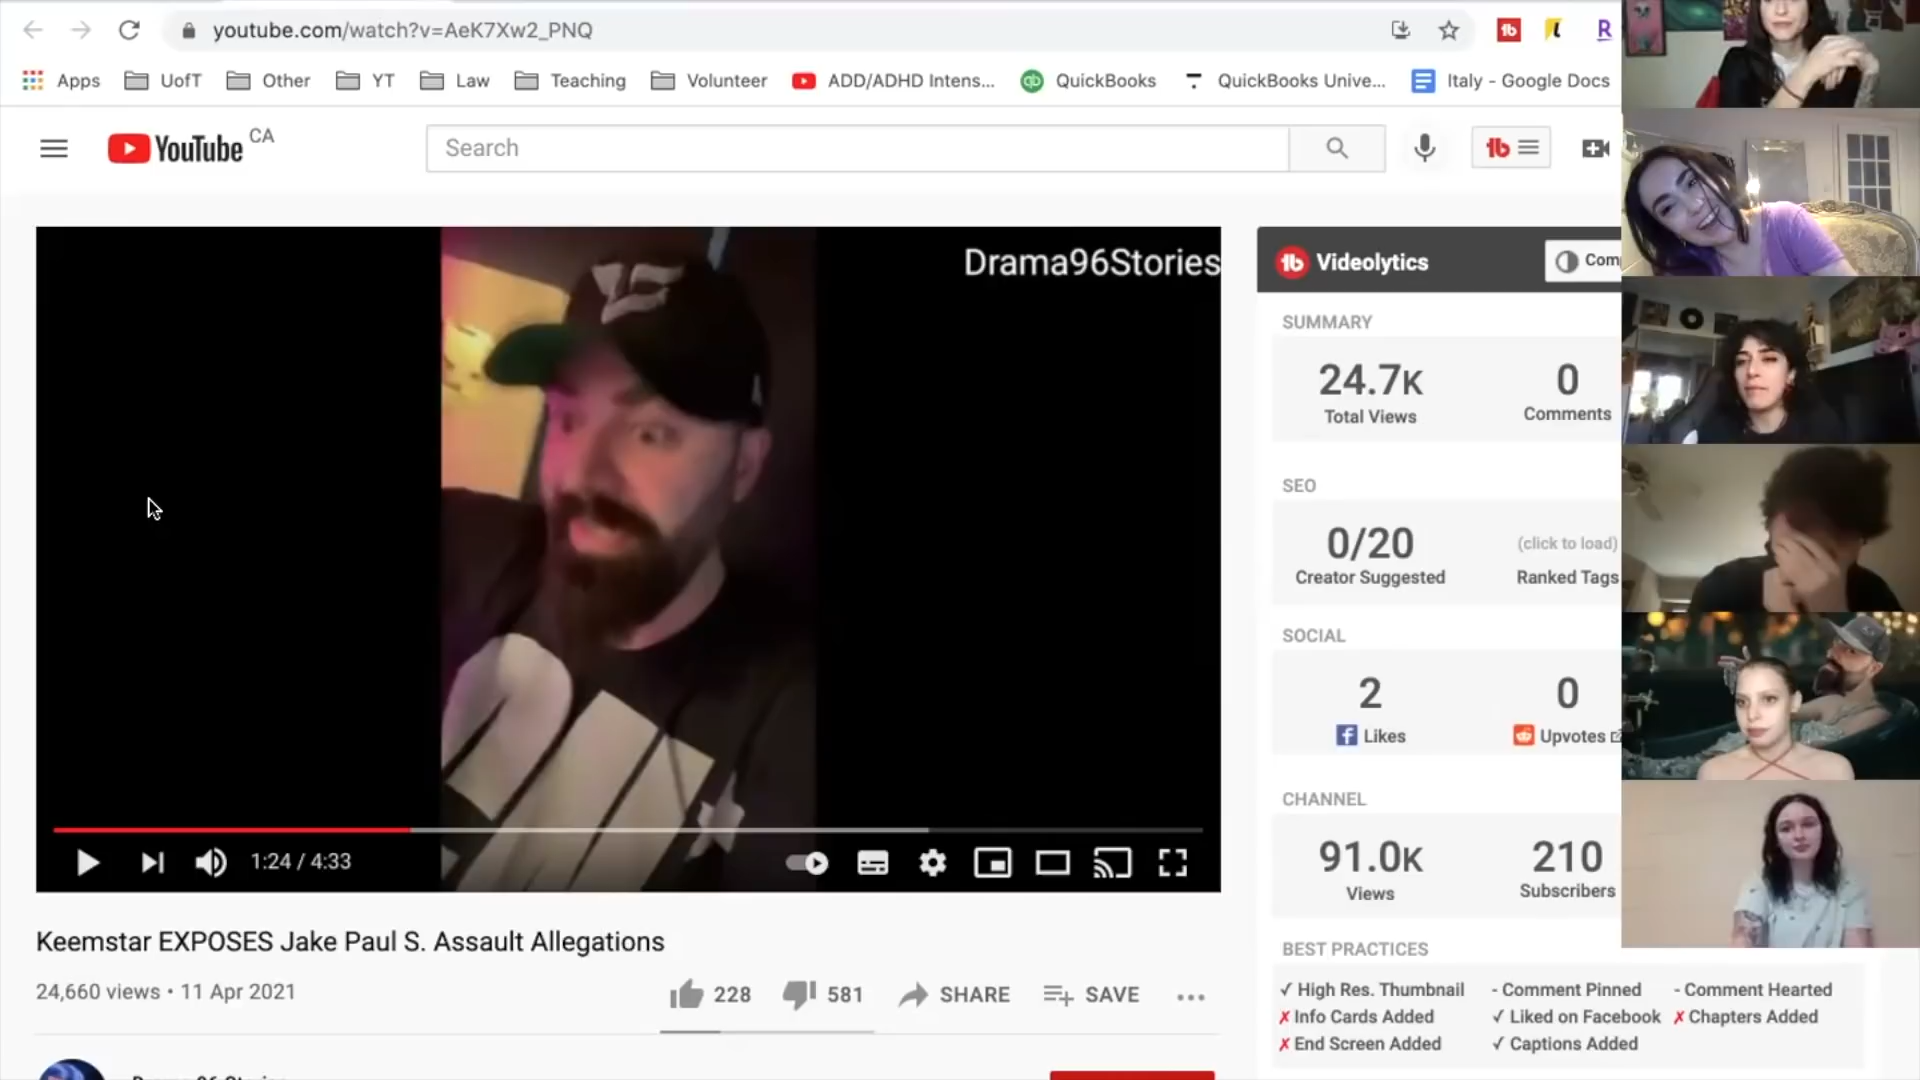 youtube.com/watch?v=AeK7Xw2_PNQ
Apps UofT Other YT Law Teaching Volunteer ADD/ADHD Intens... QuickBooks QuickBooks Unive... Italy - Google Docs
YouTube CA
Search
Drama96Stories
1:24 / 4:33
Keemstar EXPOSES Jake Paul S. Assault Allegations
24,660 views • 11 Apr 2021
228 581 SHARE SAVE
Videolytics
Com
SUMMARY
24.7K 0
Total Views Comments
SEO
0/20 (click to load)
Creator Suggested Ranked Tags
SOCIAL
2 0
Likes Upvotes
CHANNEL
91.0K 210
Views Subscribers
BEST PRACTICES
✓ High Res. Thumbnail - Comment Pinned - Comment Hearted
✗ Info Cards Added ✓ Liked on Facebook ✗ Chapters Added
✗ End Screen Added ✓ Captions Added